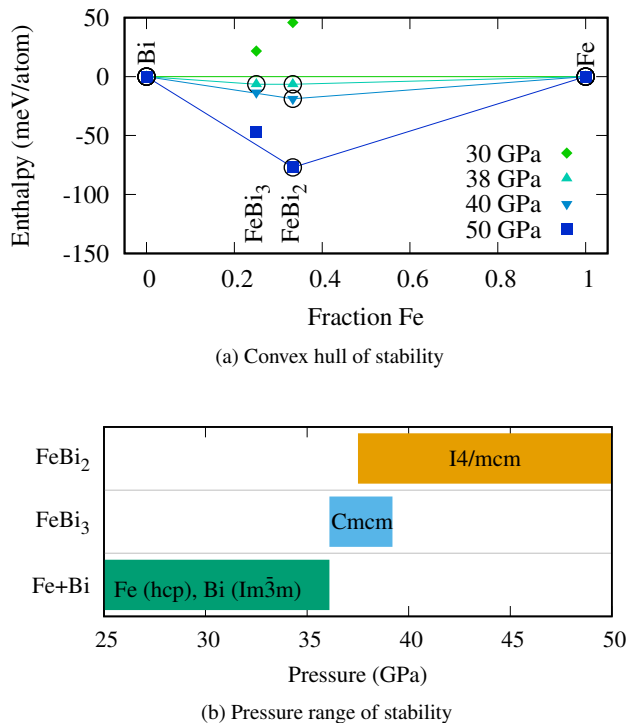 50
0
-50
-100
-150
Enthalpy (meV/atom)
Bi
Fe
FeBi₃
FeBi₂
30 GPa
38 GPa
40 GPa
50 GPa
0 0.2 0.4 0.6 0.8 1
Fraction Fe
(a) Convex hull of stability
FeBi₂
I4/mcm
FeBi₃
Cmcm
Fe+Bi
Fe (hcp), Bi (Im3̄m)
25 30 35 40 45 50
Pressure (GPa)
(b) Pressure range of stability